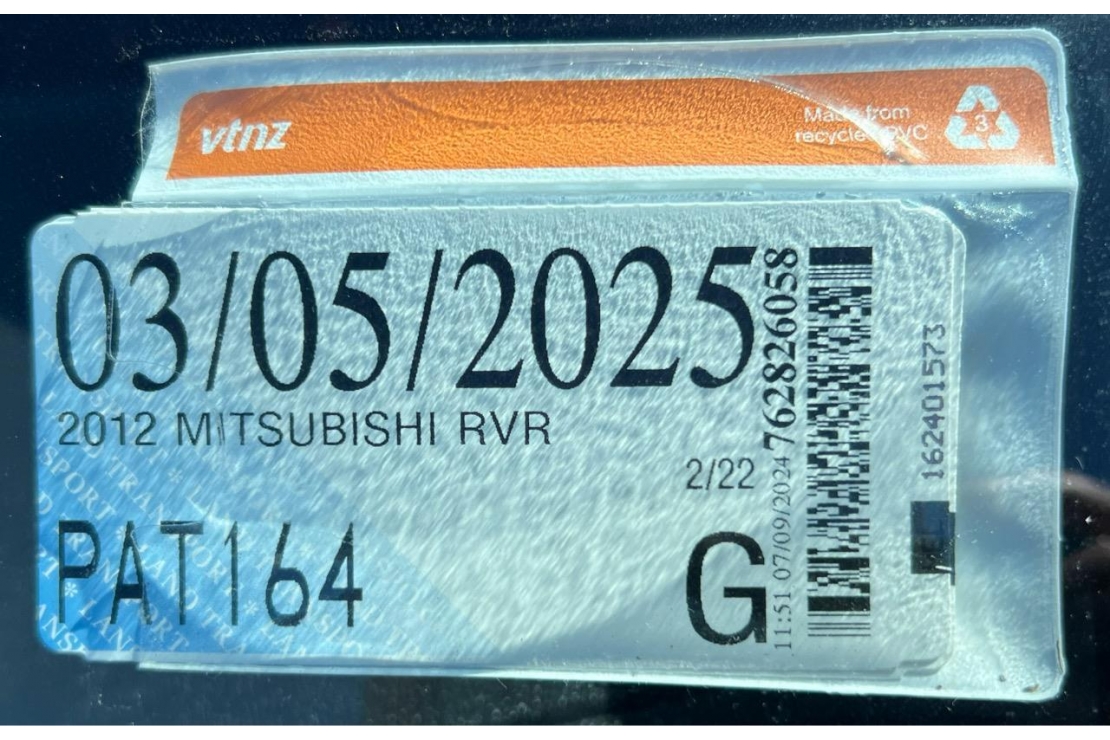 vtnz
Made from
recycled PVC
3
03/05/2025
2012 MITSUBISHI RVR
2/22
PAT164
G
11:51 07/09/2024 762826058
162401573